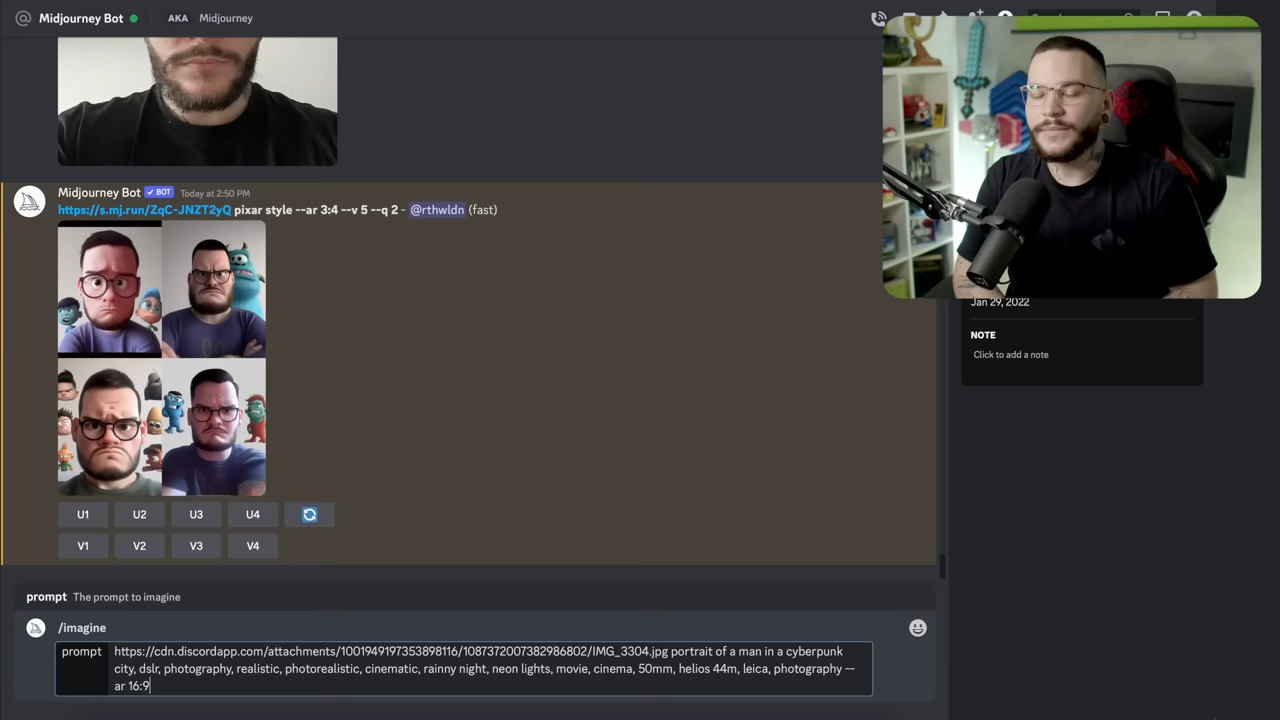 Midjourney Bot AKA Midjourney
Midjourney Bot BOT Today at 2:50 PM
https://s.mj.run/ZqC-JNZT2yQ pixar style --ar 3:4 --v 5 --q 2 - @rthwldn (fast)
U1 U2 U3 U4
V1 V2 V3 V4
Jan 29, 2022
NOTE
Click to add a note
prompt The prompt to imagine
/imagine
prompt https://cdn.discordapp.com/attachments/1001949197353898116/1087372007382986802/IMG_3304.jpg portrait of a man in a cyberpunk
city, dslr, photography, realistic, photorealistic, cinematic, rainny night, neon lights, movie, cinema, 50mm, helios 44m, leica, photography --
ar 16:9